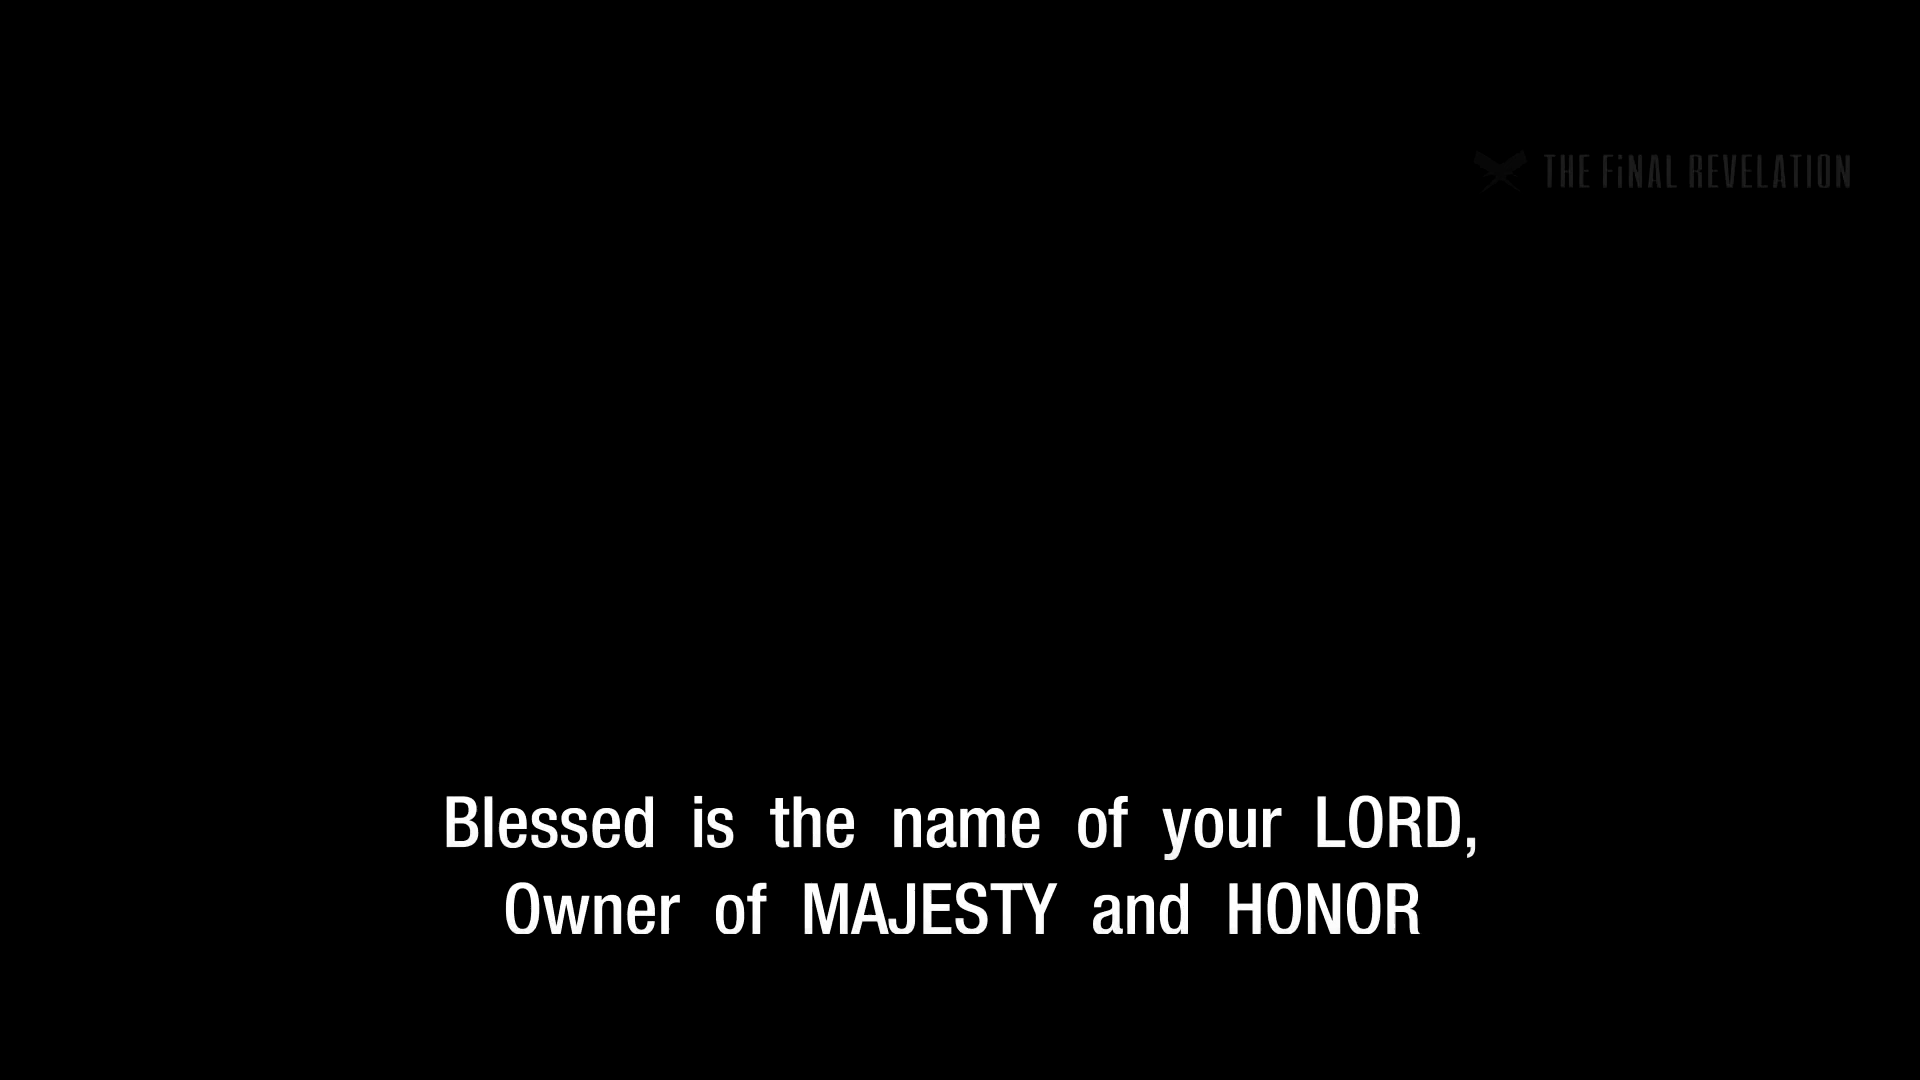 THE FiNAL REVELATION
Blessed is the name of your LORD,
Owner of MAJESTY and HONOR